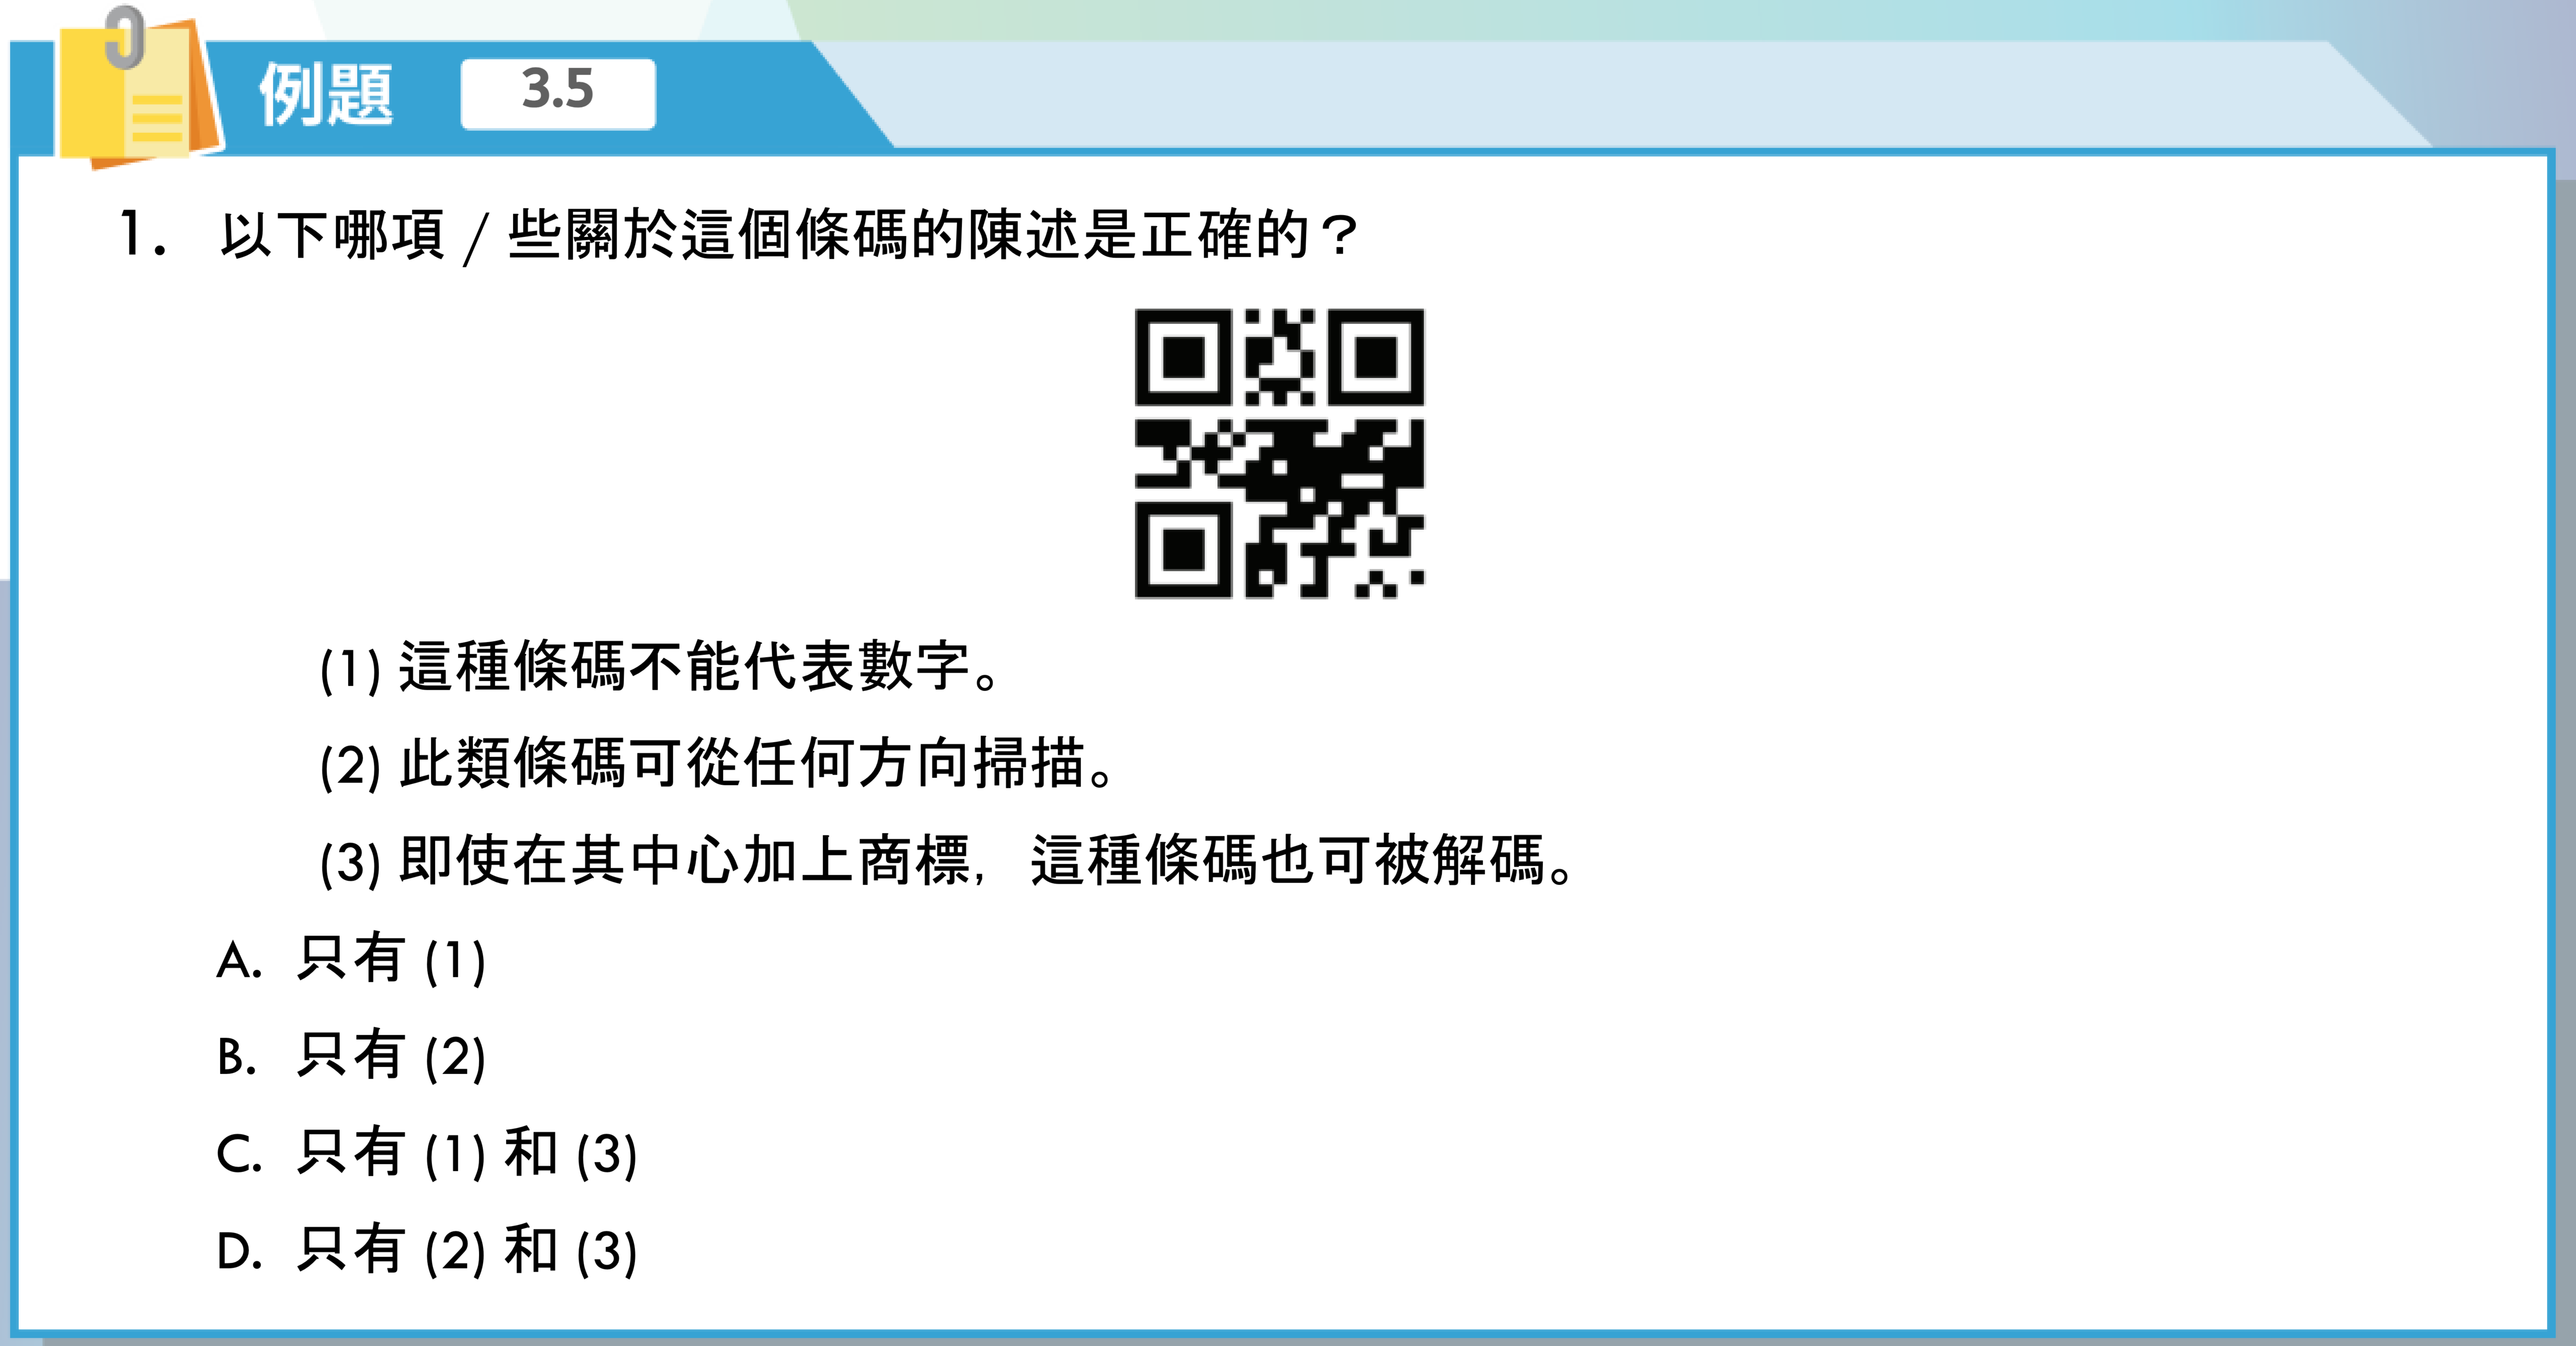 例題 3.5
1. 以下哪項 / 些關於這個條碼的陳述是正確的？
(1) 這種條碼不能代表數字。
(2) 此類條碼可從任何方向掃描。
(3) 即使在其中心加上商標，這種條碼也可被解碼。
A. 只有 (1)
B. 只有 (2)
C. 只有 (1) 和 (3)
D. 只有 (2) 和 (3)